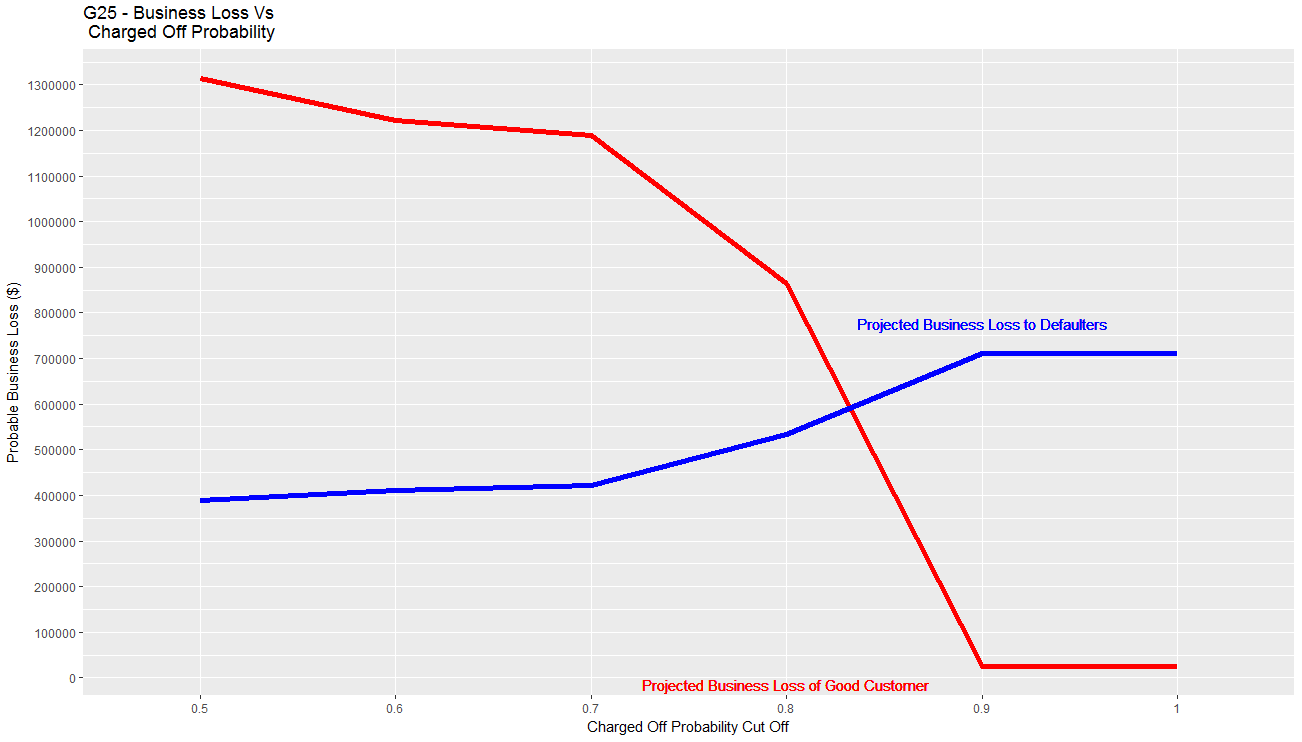 G25 - Business Loss Vs
Charged Off Probability
Probable Business Loss ($)
1300000
1200000
1100000
1000000
900000
800000
700000
600000
500000
400000
300000
200000
100000
0
Projected Business Loss to Defaulters
Projected Business Loss of Good Customer
0.5 0.6 0.7 0.8 0.9 1
Charged Off Probability Cut Off